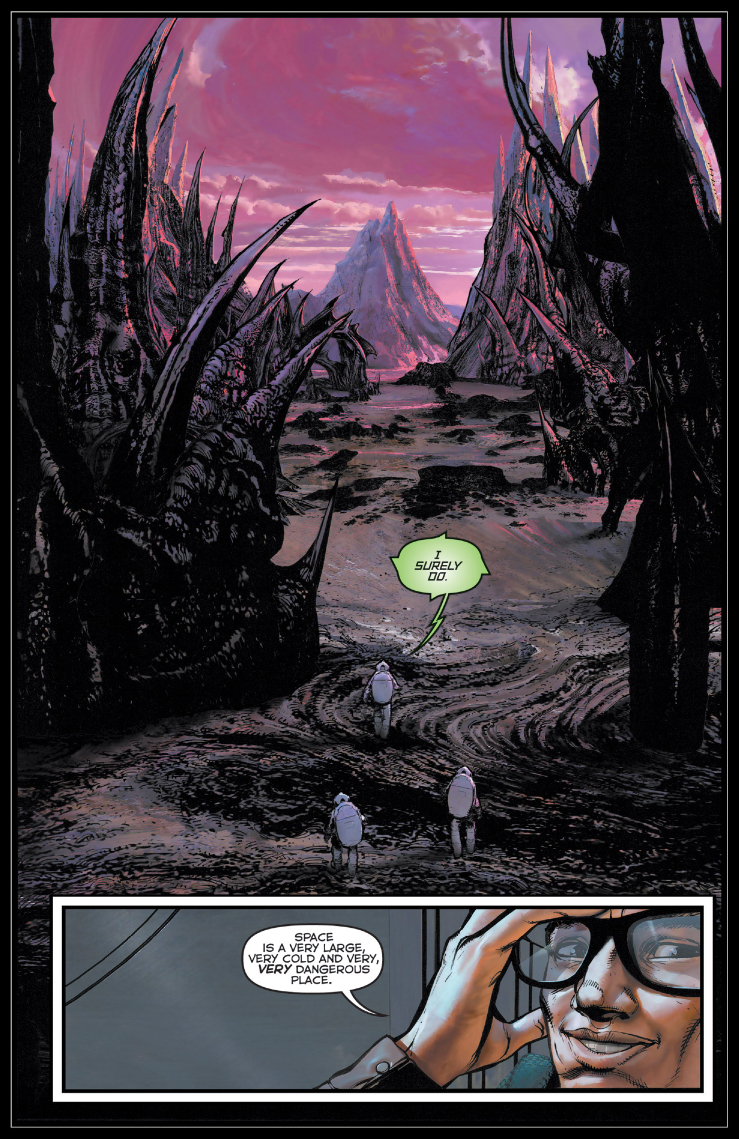 I
SURELY
DO.
SPACE
IS A VERY LARGE,
VERY COLD AND VERY,
VERY DANGEROUS
PLACE.